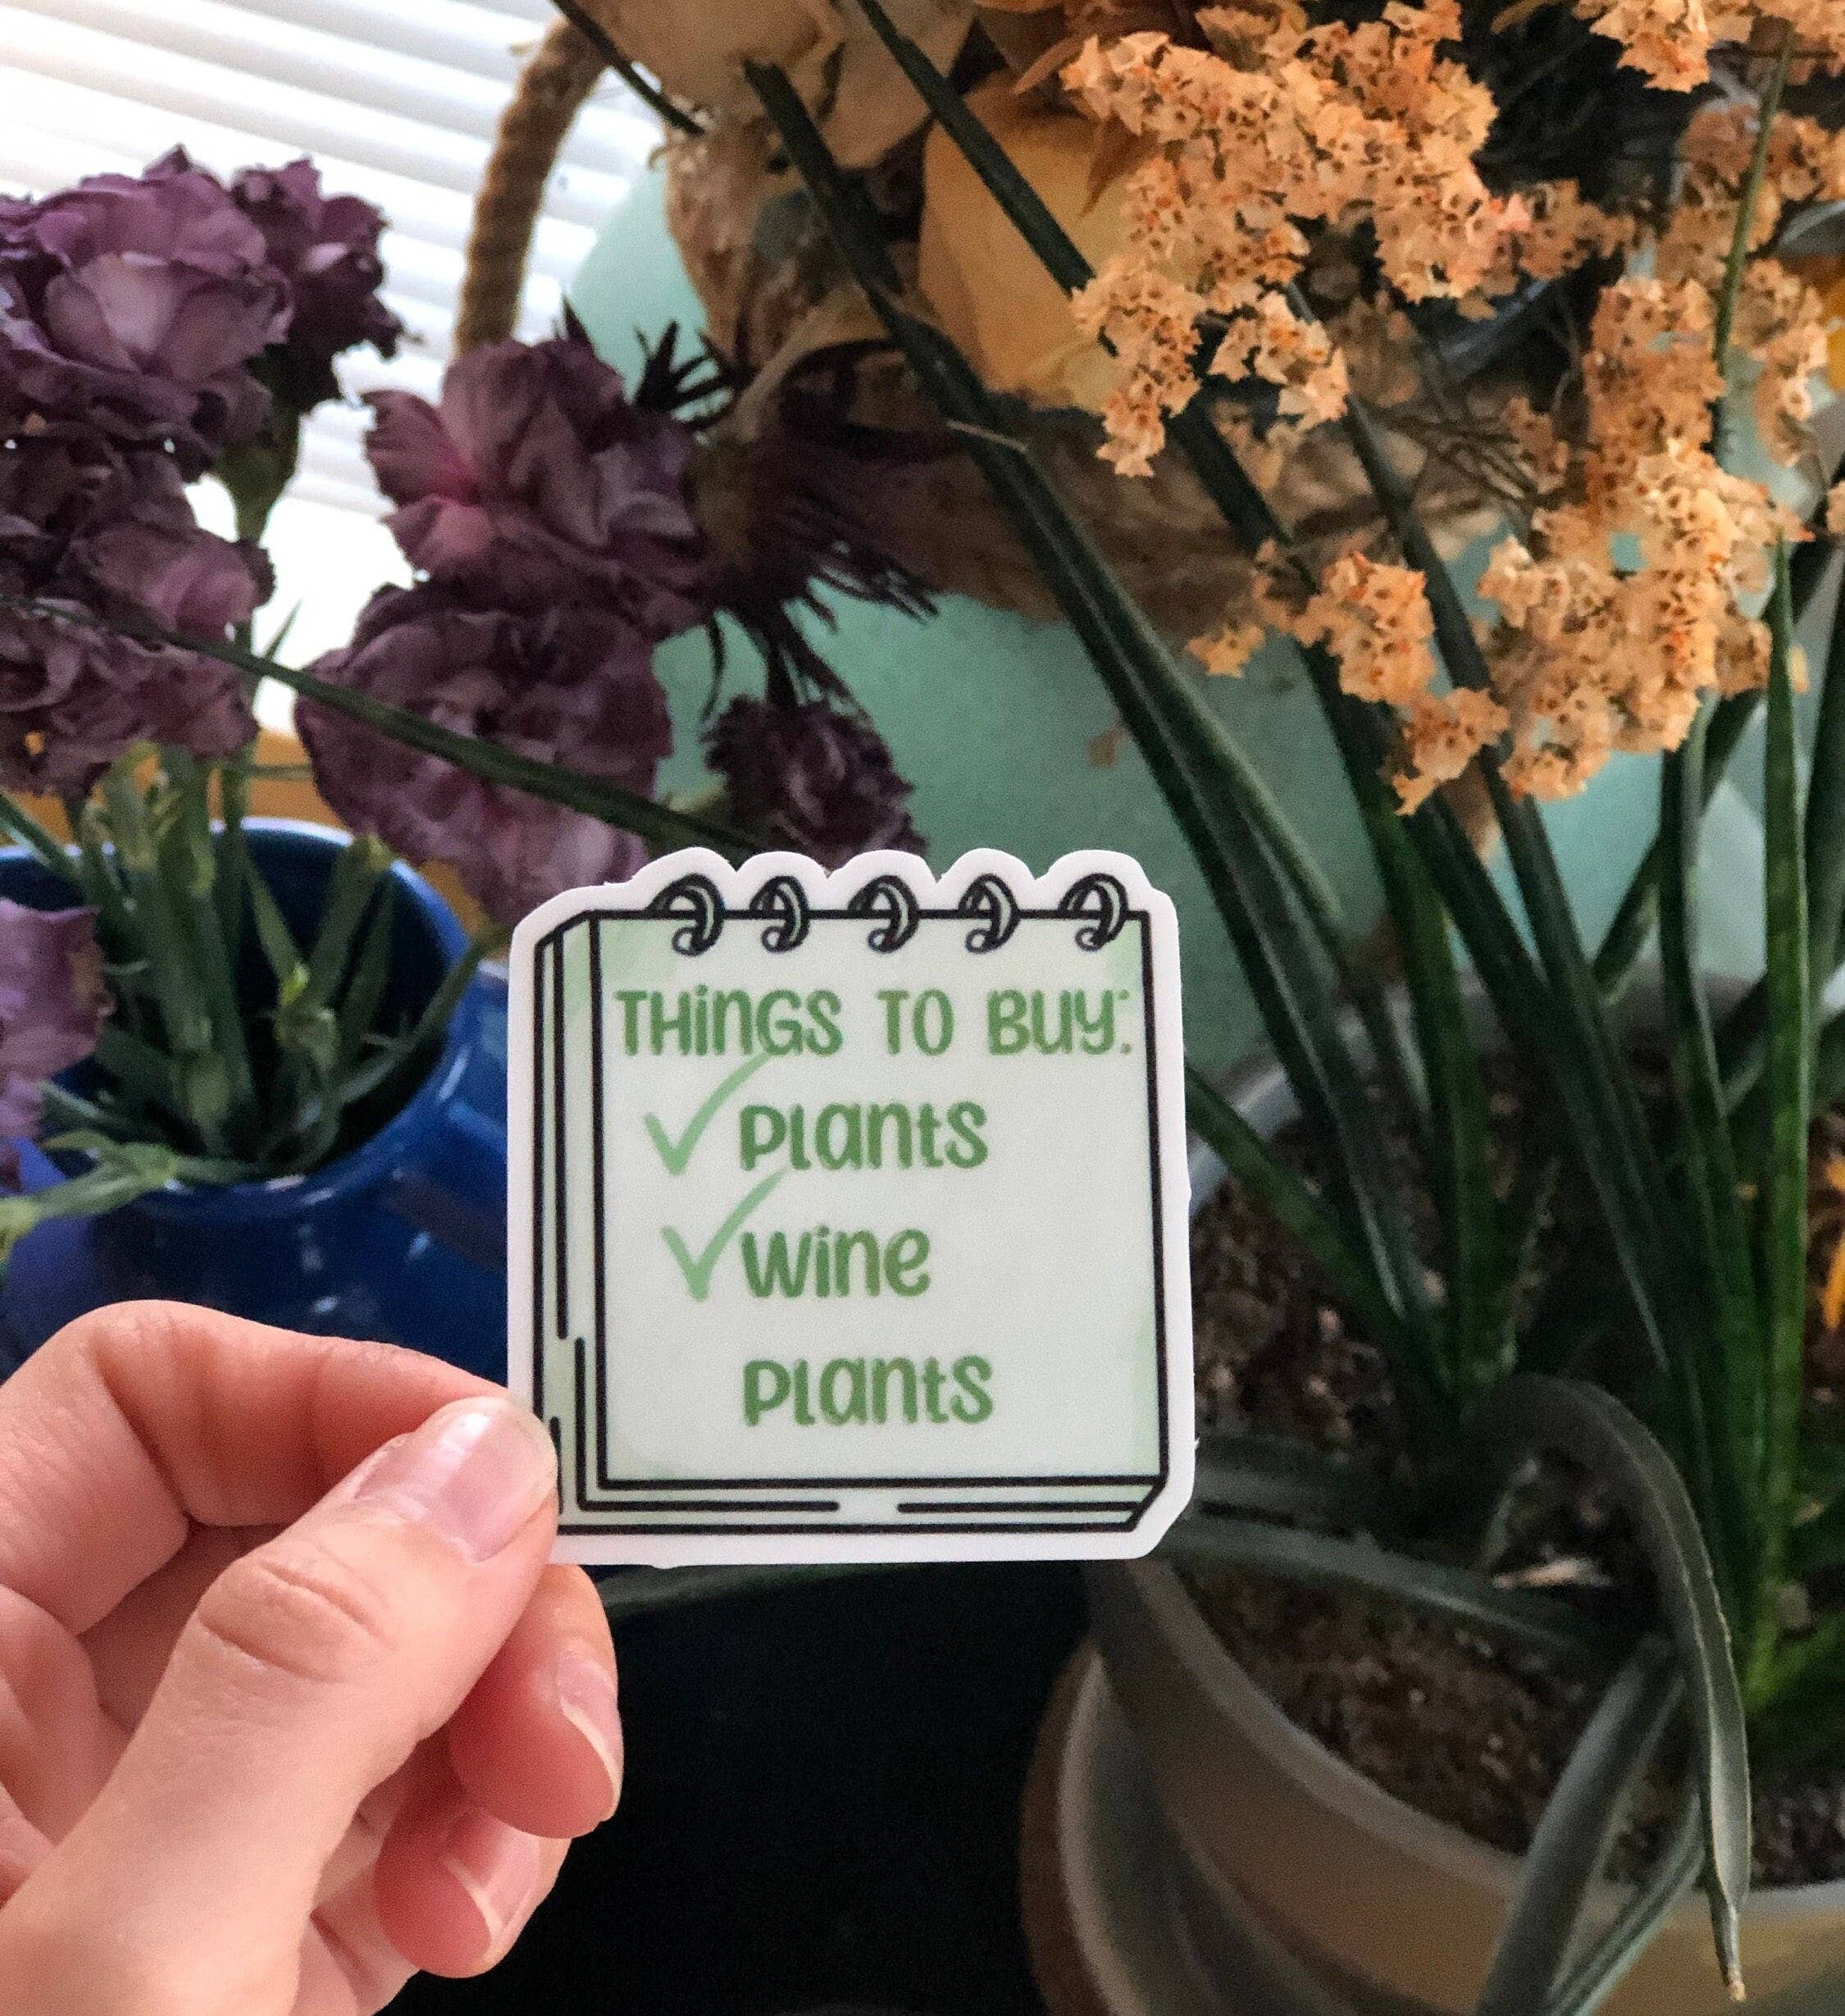 THiNGS TO BUY:
✓ plants
✓ wine
plants